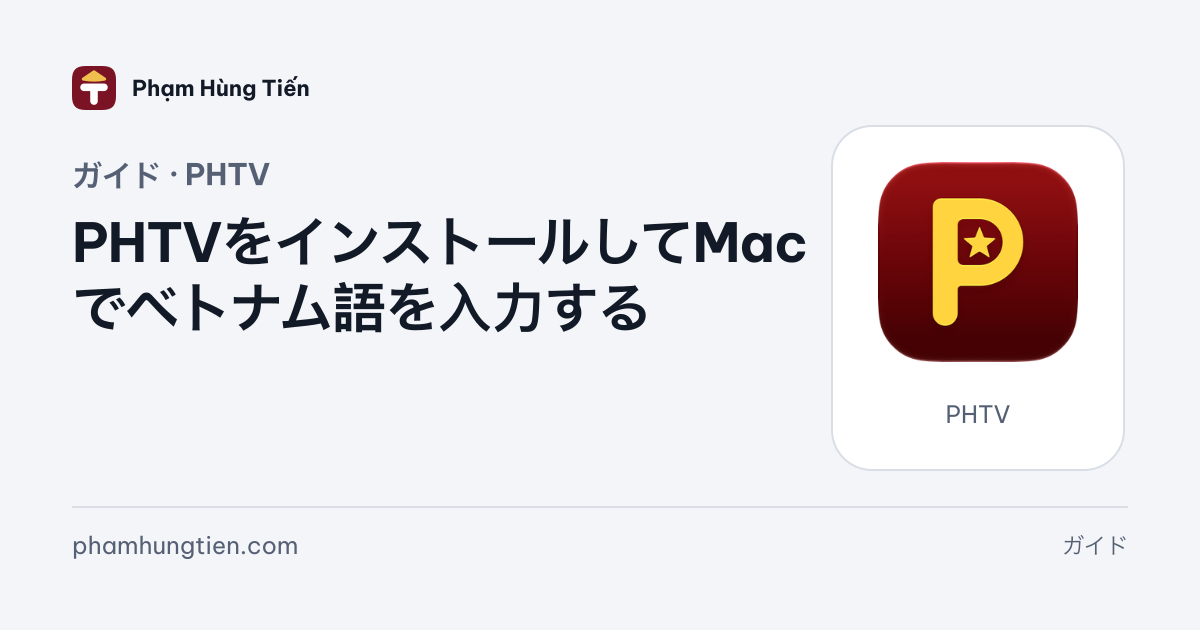 Phạm Hùng Tiến
ガイド · PHTV
PHTVをインストールしてMac
でベトナム語を入力する
PHTV
phamhungtien.com
ガイド